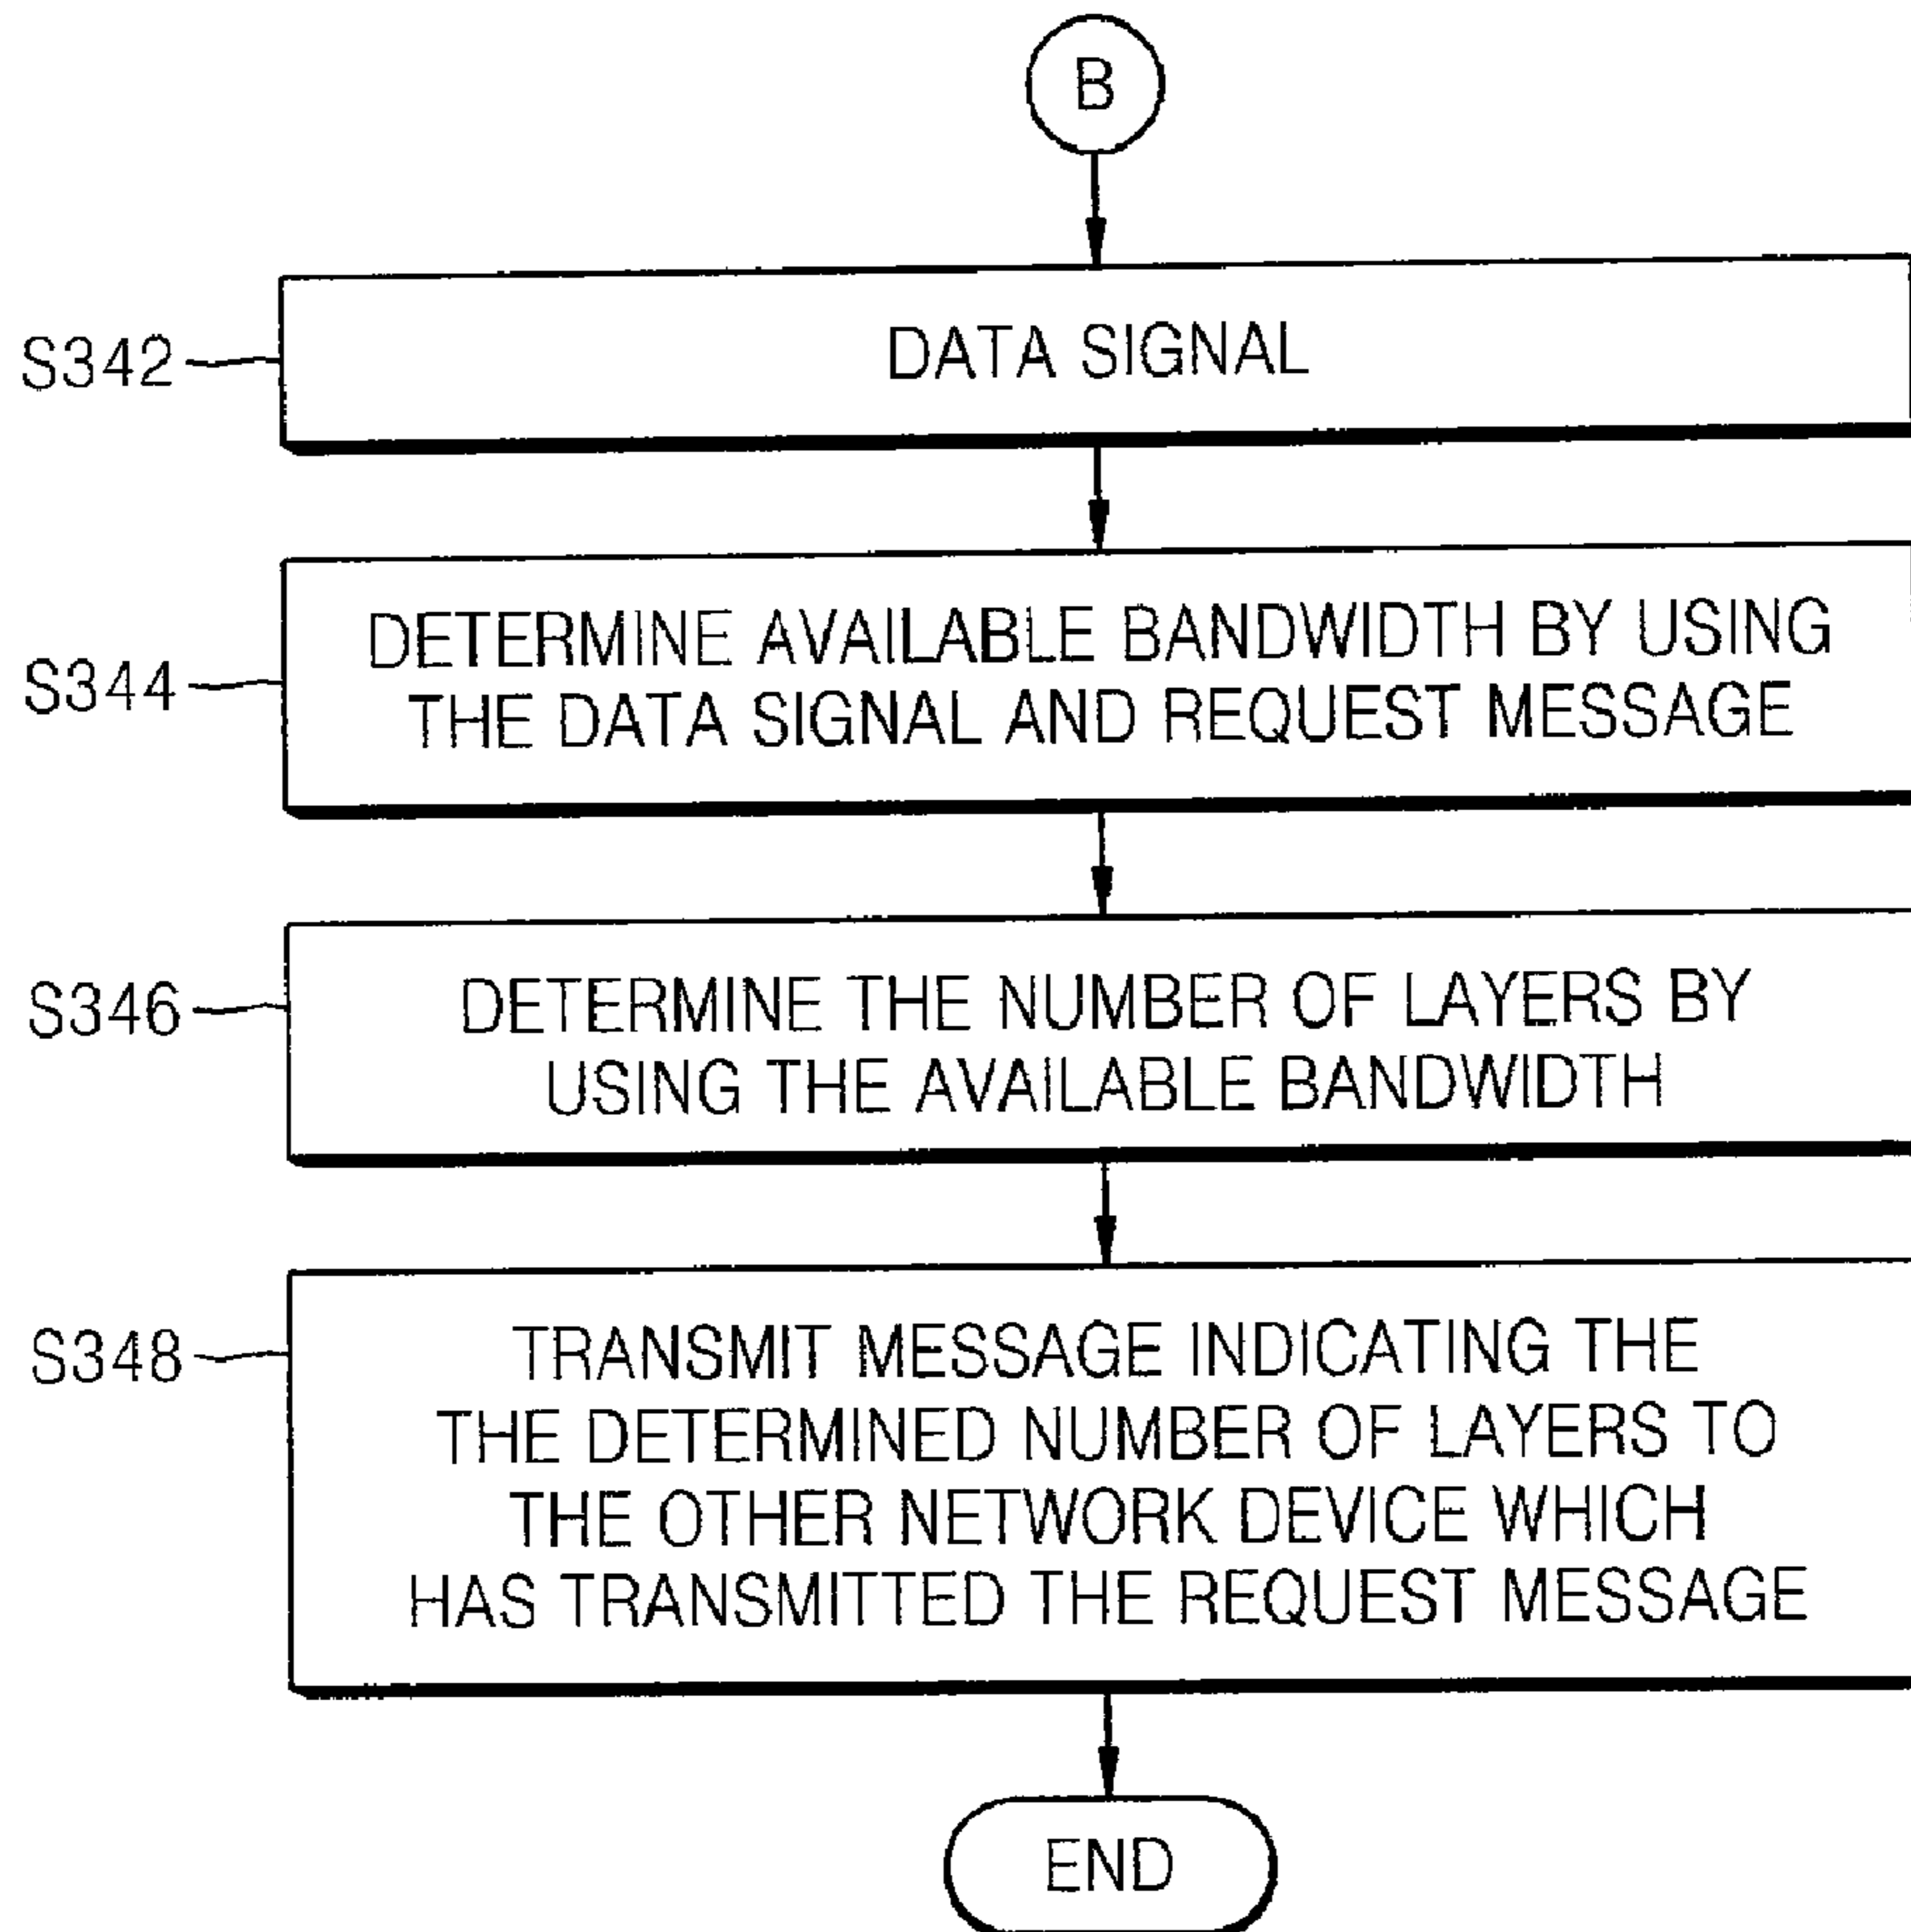 B
S342
DATA SIGNAL
S344
DETERMINE AVAILABLE BANDWIDTH BY USING
THE DATA SIGNAL AND REQUEST MESSAGE
S346
DETERMINE THE NUMBER OF LAYERS BY
USING THE AVAILABLE BANDWIDTH
S348
TRANSMIT MESSAGE INDICATING THE
THE DETERMINED NUMBER OF LAYERS TO
THE OTHER NETWORK DEVICE WHICH
HAS TRANSMITTED THE REQUEST MESSAGE
END